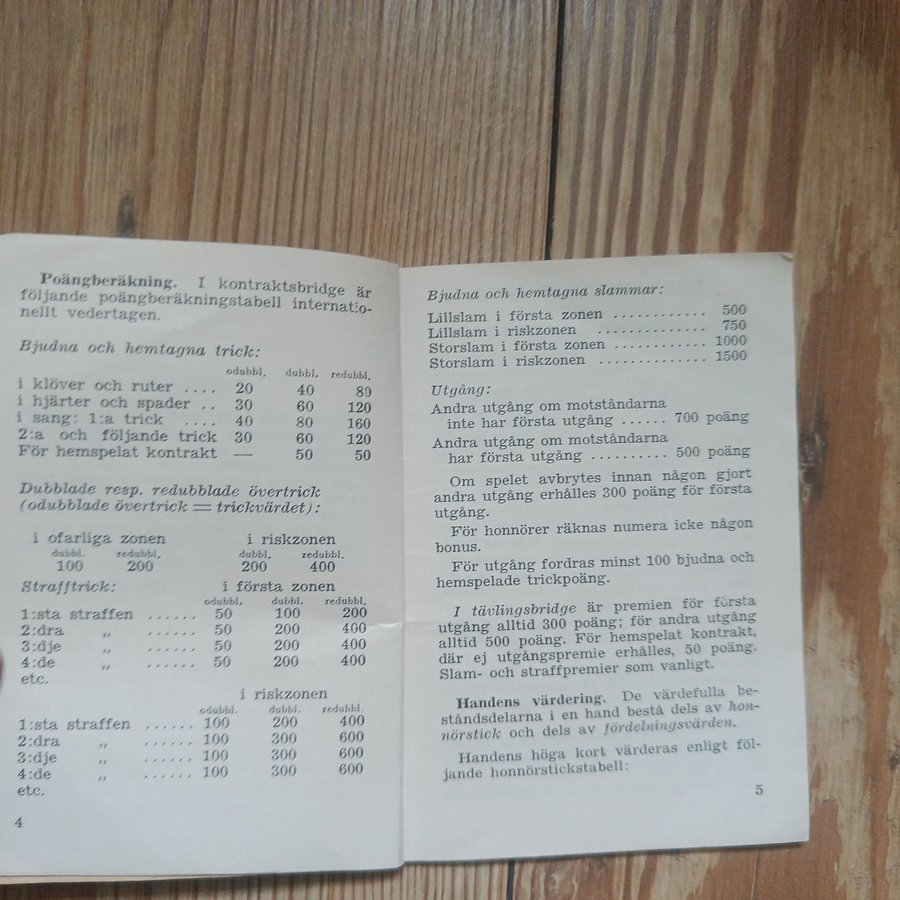 Poängberäkning. I kontraktsbridge är
följande poängberäkningstabell internatio-
nellt vedertagen.
Bjudna och hemtagna trick:
odubbl. dubbl. redubbl.
i klöver och ruter .... 20 40 80
i hjärter och spader .. 30 60 120
i sang: 1:a trick .... 40 80 160
2:a och följande trick 30 60 120
För hemspelat kontrakt — 50 50
Dubblade resp. redubblade övertrick
(odubblade övertrick = trickvärdet):
i ofarliga zonen i riskzonen
dubbl. redubbl. dubbl. redubbl.
100 200 200 400
Strafftrick: i första zonen
odubbl. dubbl. redubbl.
1:sta straffen ...... 50 100 200
2:dra „ ...... 50 200 400
3:dje „ ...... 50 200 400
4:de „ ...... 50 200 400
etc.
i riskzonen
odubbl. dubbl. redubbl.
1:sta straffen ...... 100 200 400
2:dra „ ...... 100 300 600
3:dje „ ...... 100 300 600
4:de „ ...... 100 300 600
etc.
4
Bjudna och hemtagna slammar:
Lillslam i första zonen ............ 500
Lillslam i riskzonen ............. 750
Storslam i första zonen ............ 1000
Storslam i riskzonen ............. 1500
Utgång:
Andra utgång om motståndarna
inte har första utgång ...... 700 poäng
Andra utgång om motståndarna
har första utgång .......... 500 poäng
Om spelet avbrytes innan någon gjort
andra utgång erhålles 300 poäng för första
utgång.
För honnörer räknas numera icke någon
bonus.
För utgång fordras minst 100 bjudna och
hemspelade trickpoäng.
I tävlingsbridge är premien för första
utgång alltid 300 poäng; för andra utgång
alltid 500 poäng. För hemspelat kontrakt,
där ej utgångspremie erhålles, 50 poäng.
Slam- och straffpremier som vanligt.
Handens värdering. De värdefulla be-
ståndsdelarna i en hand bestå dels av hon-
nörstick och dels av fördelningsvärden.
Handens höga kort värderas enligt föl-
jande honnörstickstabell:
5